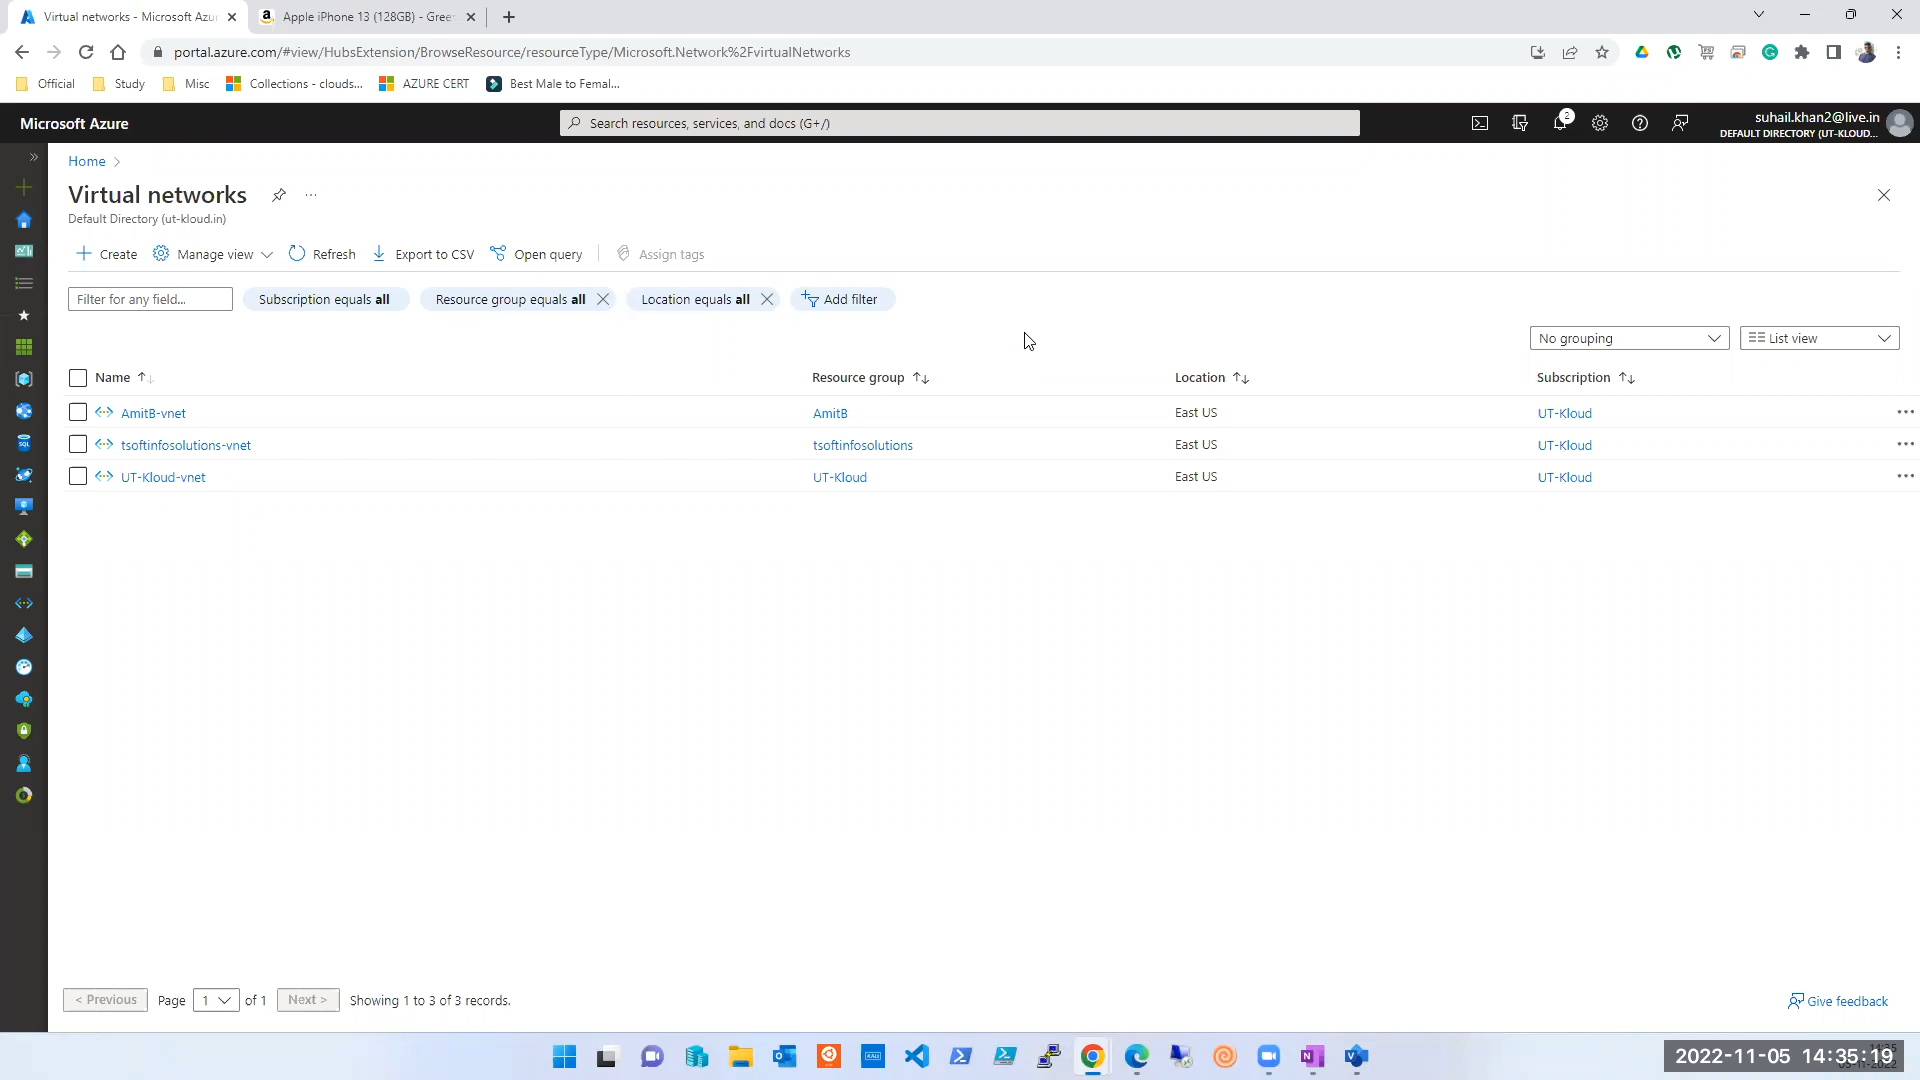 Virtual networks - Microsoft Azur
Apple iPhone 13 (128GB) - Gree
portal.azure.com/#view/HubsExtension/BrowseResource/resourceType/Microsoft.Network%2FvirtualNetworks
Official
Study
Misc
Collections - clouds...
AZURE CERT
Best Male to Femal...
Microsoft Azure
Search resources, services, and docs (G+/)
2
suhail.khan2@live.in
DEFAULT DIRECTORY (UT-KLOUD...
Home
Virtual networks
Default Directory (ut-kloud.in)
Create
Manage view
Refresh
Export to CSV
Open query
Assign tags
Filter for any field...
Subscription equals all
Resource group equals all
Location equals all
Add filter
No grouping
List view
Name
Resource group
Location
Subscription
AmitB-vnet
AmitB
East US
UT-Kloud
tsoftinfosolutions-vnet
tsoftinfosolutions
East US
UT-Kloud
UT-Kloud-vnet
UT-Kloud
East US
UT-Kloud
< Previous
Page
1
of 1
Next >
Showing 1 to 3 of 3 records.
Give feedback
2022-11-05 14:35:19